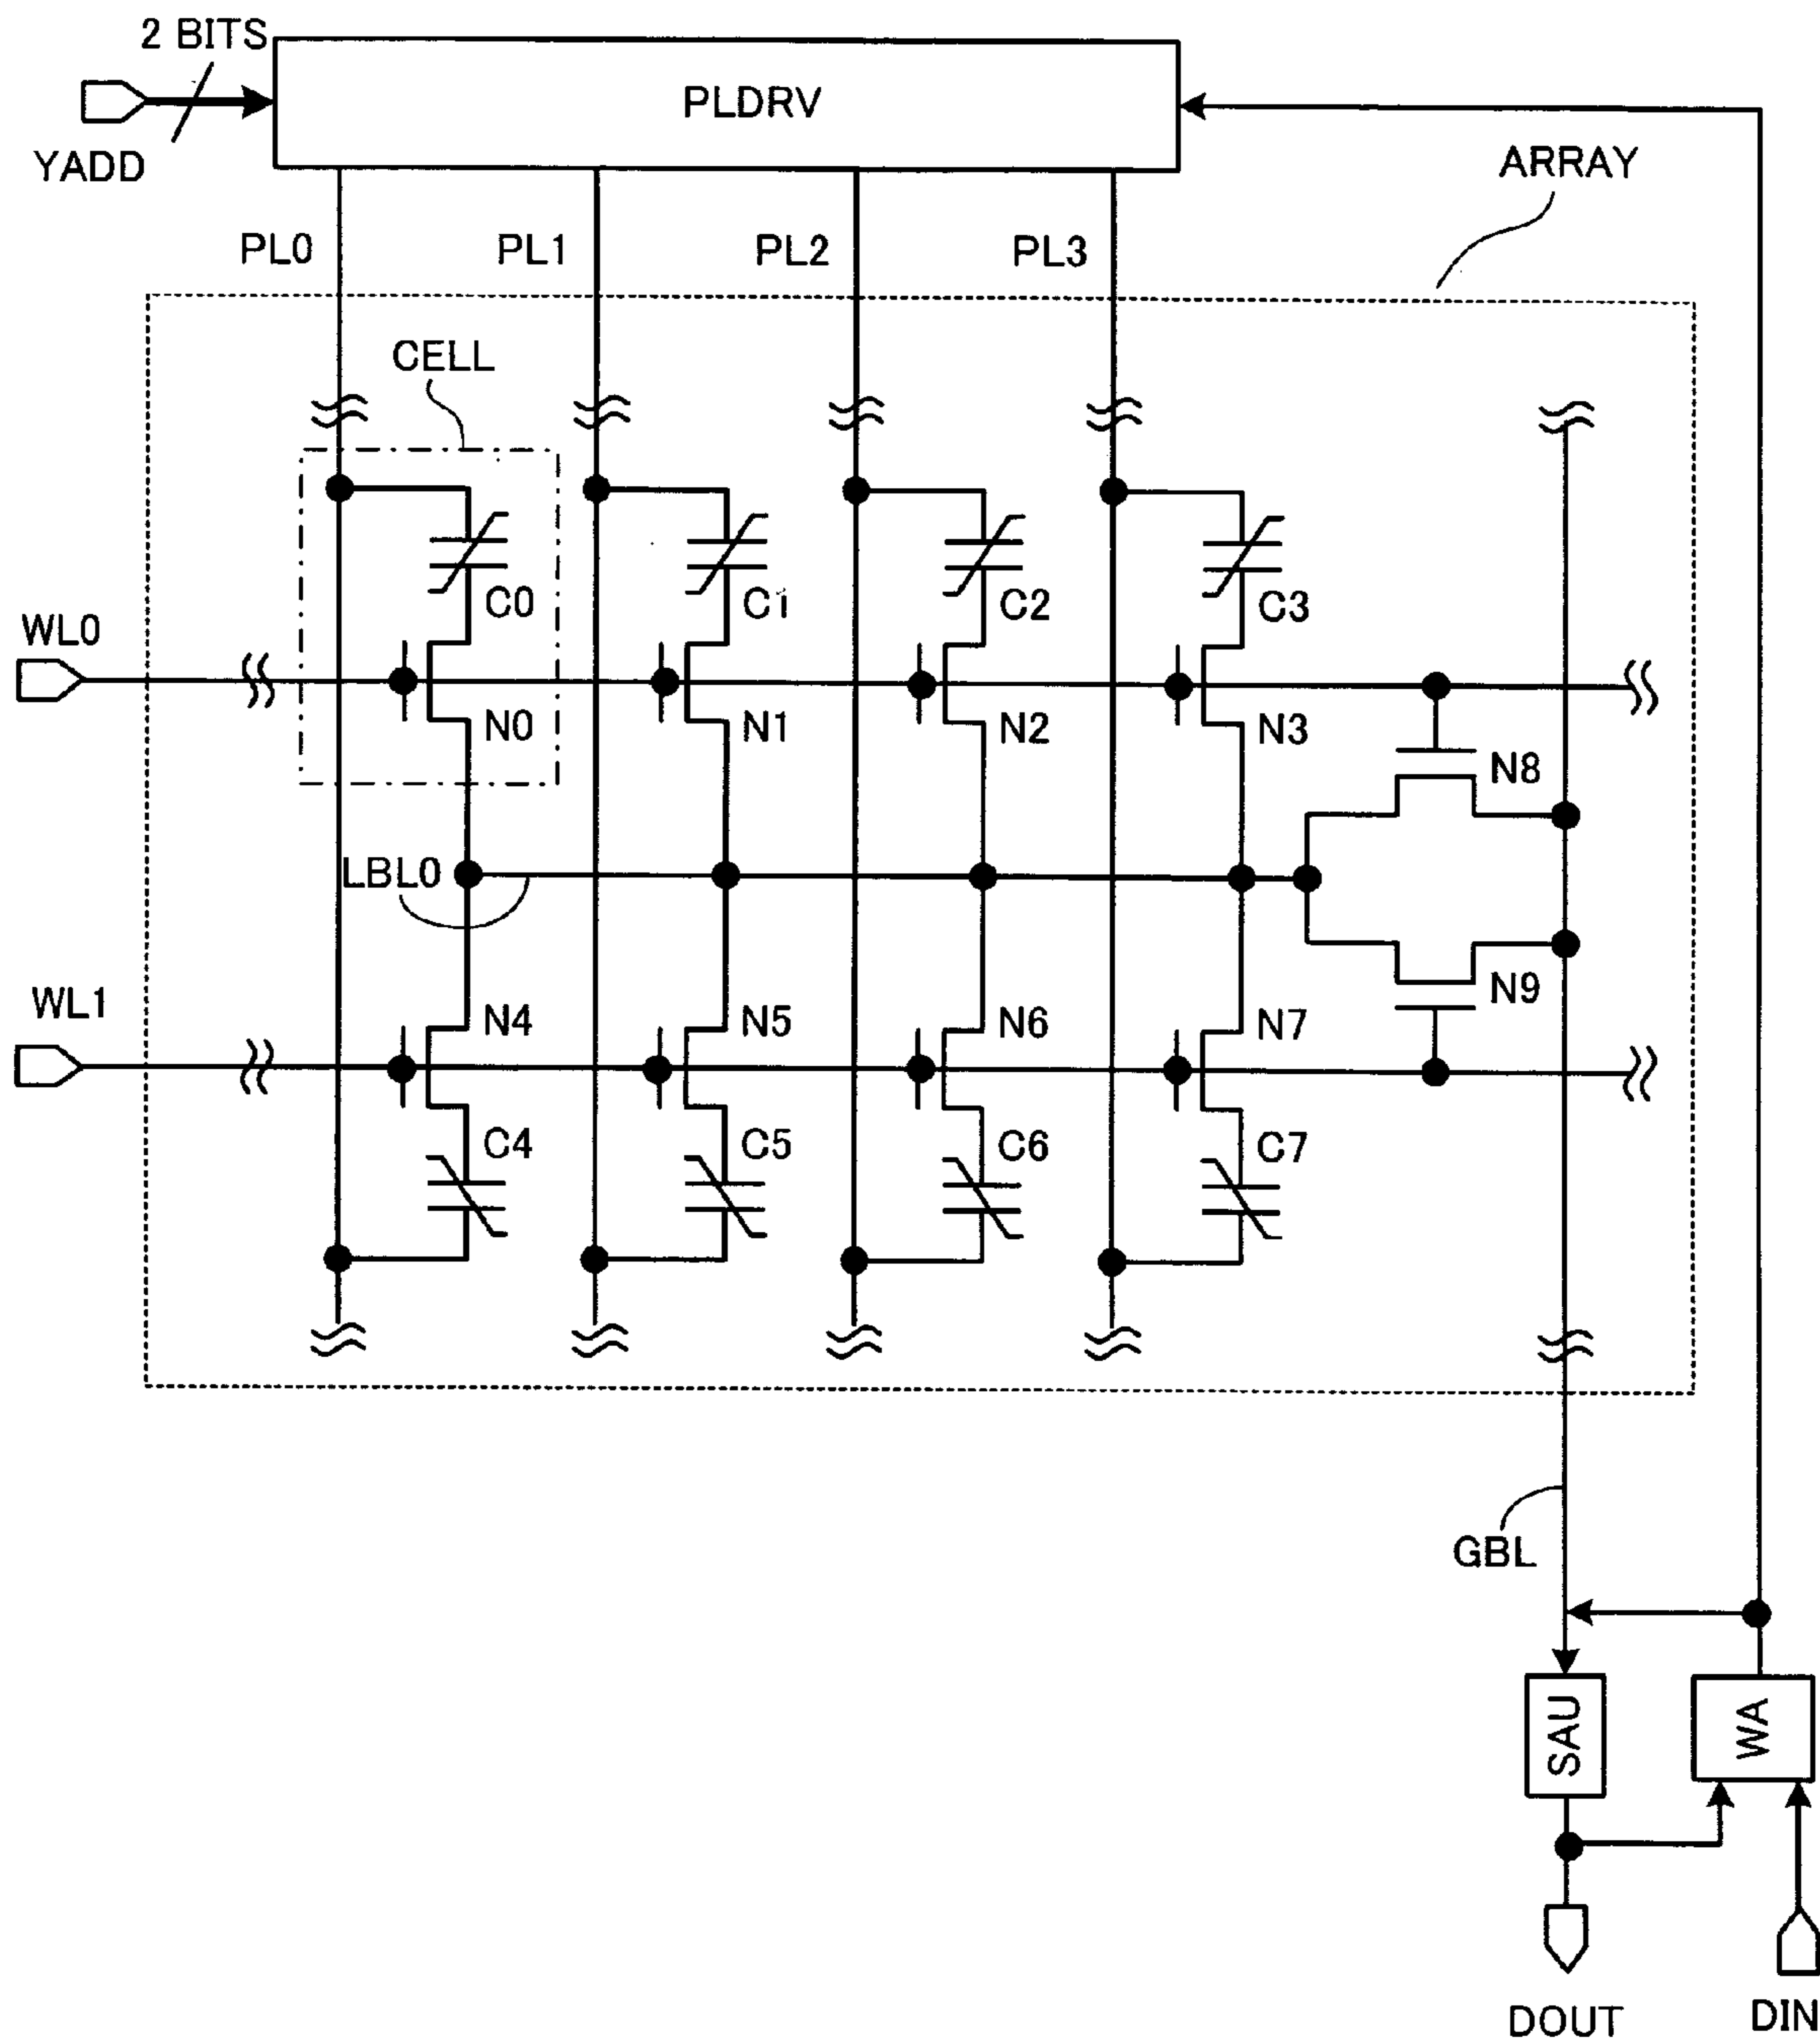 2 BITS
PLDRV
YADD
ARRAY
PL0
PL1
PL2
PL3
CELL
C0
C1
C2
C3
WL0
N0
N1
N2
N3
N8
LBL0
WL1
N4
N5
N6
N7
N9
C4
C5
C6
C7
GBL
SAU
WA
DOUT
DIN